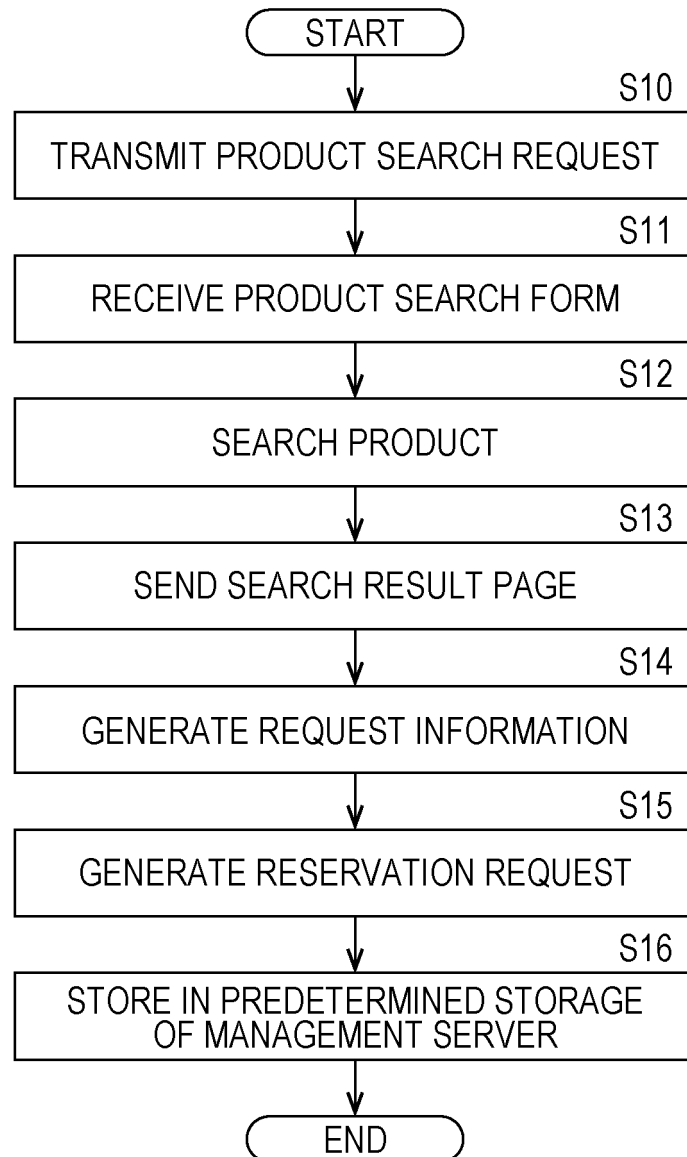 START
S10
TRANSMIT PRODUCT SEARCH REQUEST
S11
RECEIVE PRODUCT SEARCH FORM
S12
SEARCH PRODUCT
S13
SEND SEARCH RESULT PAGE
S14
GENERATE REQUEST INFORMATION
S15
GENERATE RESERVATION REQUEST
S16
STORE IN PREDETERMINED STORAGE
OF MANAGEMENT SERVER
END